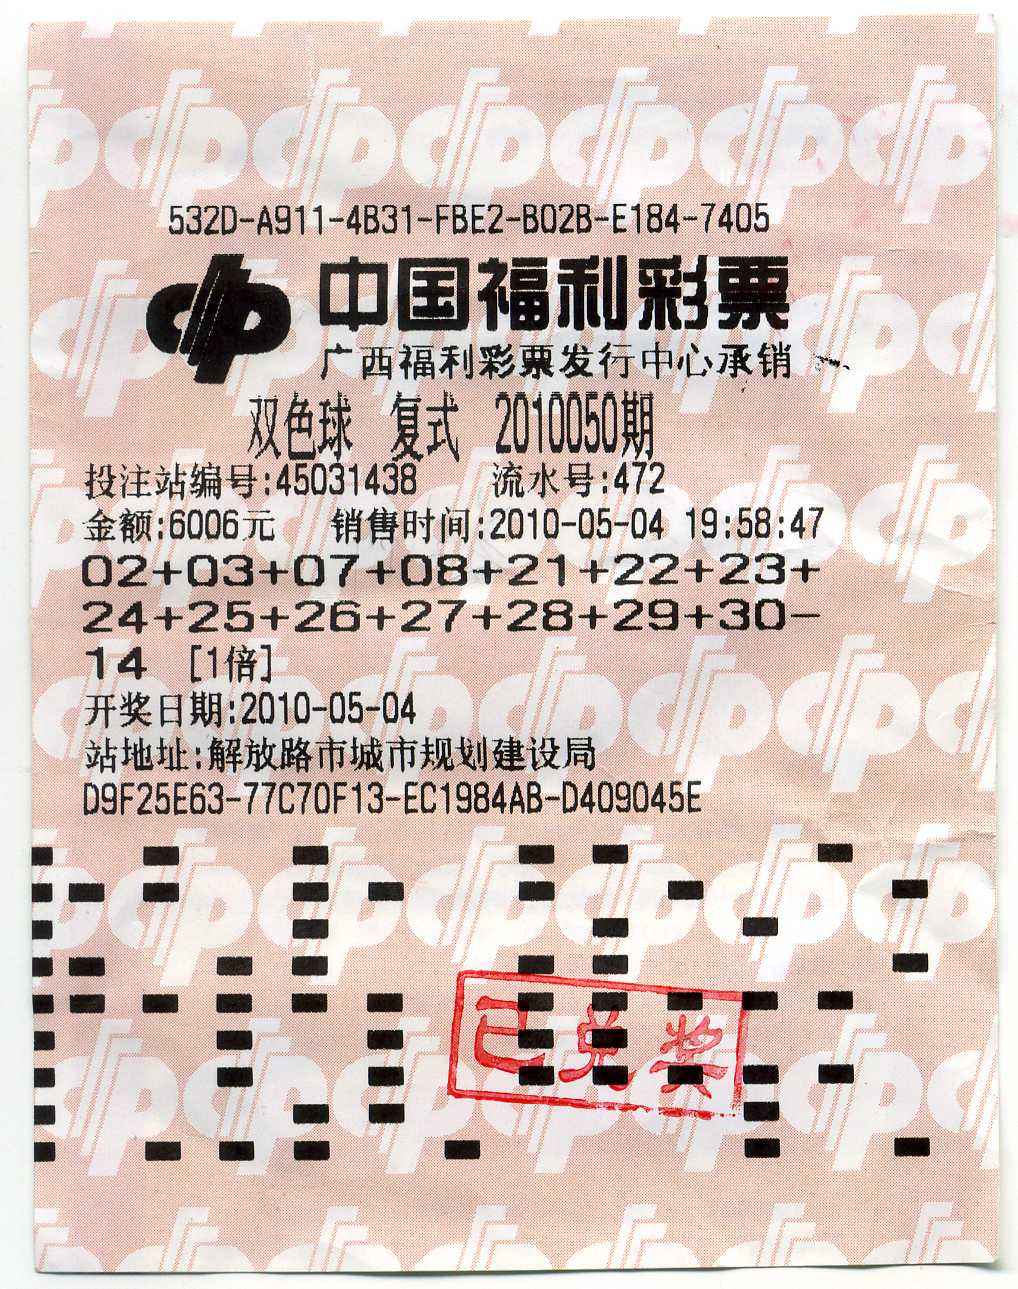 532D-A911-4B31-FBE2-B02B-E184-7405
中国福利彩票
广西福利彩票发行中心承销
双色球 复式 2010050期
投注站编号:45031438 流水号:472
金额:6006元 销售时间:2010-05-04 19:58:47
02+03+07+08+21+22+23+
24+25+26+27+28+29+30-
14 [1倍]
开奖日期:2010-05-04
站地址:解放路市城市规划建设局
D9F25E63-77C70F13-EC1984AB-D409045E
已兑奖